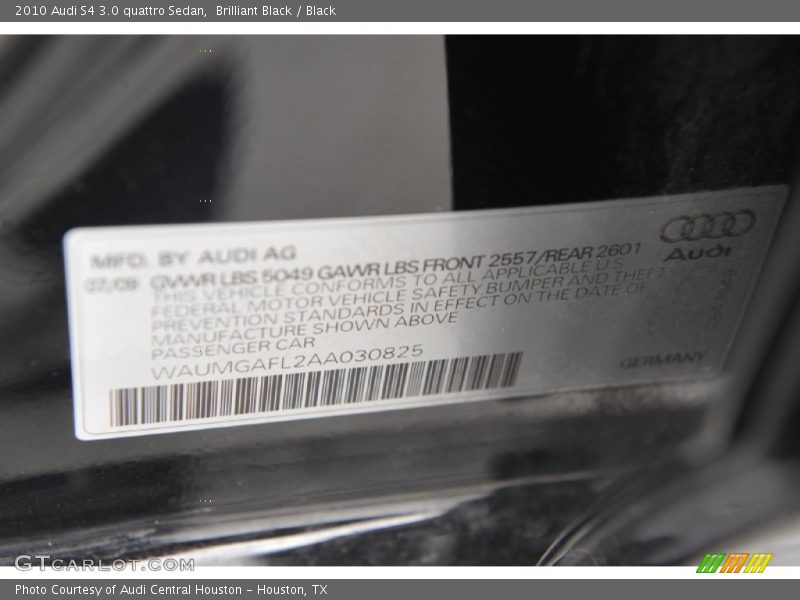 2010 Audi S4 3.0 quattro Sedan,  Brilliant Black / Black
MFD. BY AUDI AG
07/09 GVWR LBS 5049 GAWR LBS FRONT 2557/REAR 2601
THIS VEHICLE CONFORMS TO ALL APPLICABLE U.S.
FEDERAL MOTOR VEHICLE SAFETY BUMPER AND THEFT
PREVENTION STANDARDS IN EFFECT ON THE DATE OF
MANUFACTURE SHOWN ABOVE
PASSENGER CAR
WAUMGAFL2AA030825
Audi
GERMANY
GTCARLOT.COM
Photo Courtesy of Audi Central Houston - Houston, TX